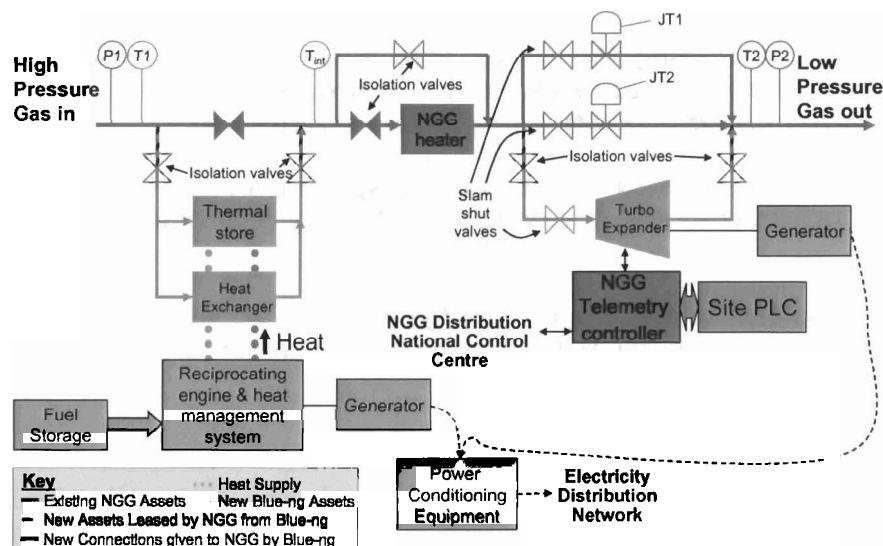 JT1
P1
T1
Tint
T2
P2
High
Pressure
Gas in
Low
Pressure
Gas out
Isolation valves
JT2
NGG
heater
Isolation valves
Isolation valves
Slam
shut
valves
Thermal
store
Turbo
Expander
Generator
Heat
Exchanger
NGG
Telemetry
controller
Site PLC
NGG Distribution
National Control
Centre
Heat
Reciprocating
engine & heat
management
system
Generator
Fuel
Storage
Power
Conditioning
Equipment
Electricity
Distribution
Network
Key
Heat Supply
Existing NGG Assets
New Blue-ng Assets
New Assets Leased by NGG from Blue-ng
New Connections given to NGG by Blue-ng